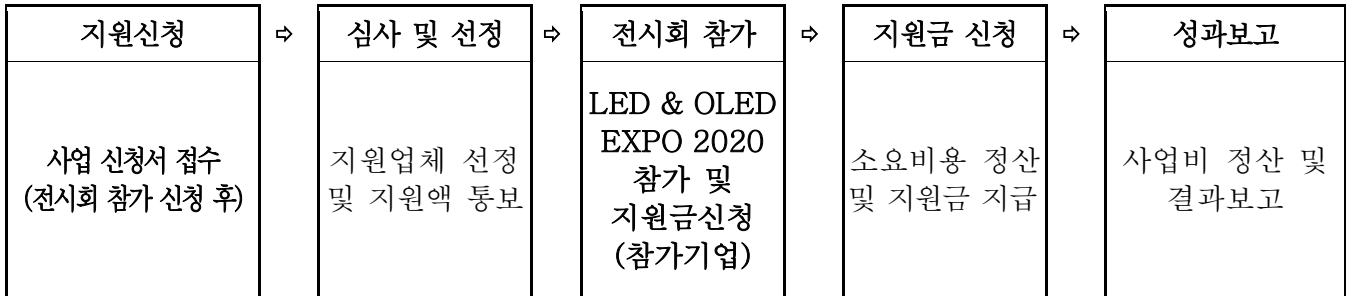 지원신청 ⇨ 심사 및 선정 ⇨ 전시회 참가 ⇨ 지원금 신청 ⇨ 성과보고
사업 신청서 접수
(전시회 참가 신청 후)
지원업체 선정
및 지원액 통보
LED & OLED
EXPO 2020
참가 및
지원금신청
(참가기업)
소요비용 정산
및 지원금 지급
사업비 정산 및
결과보고